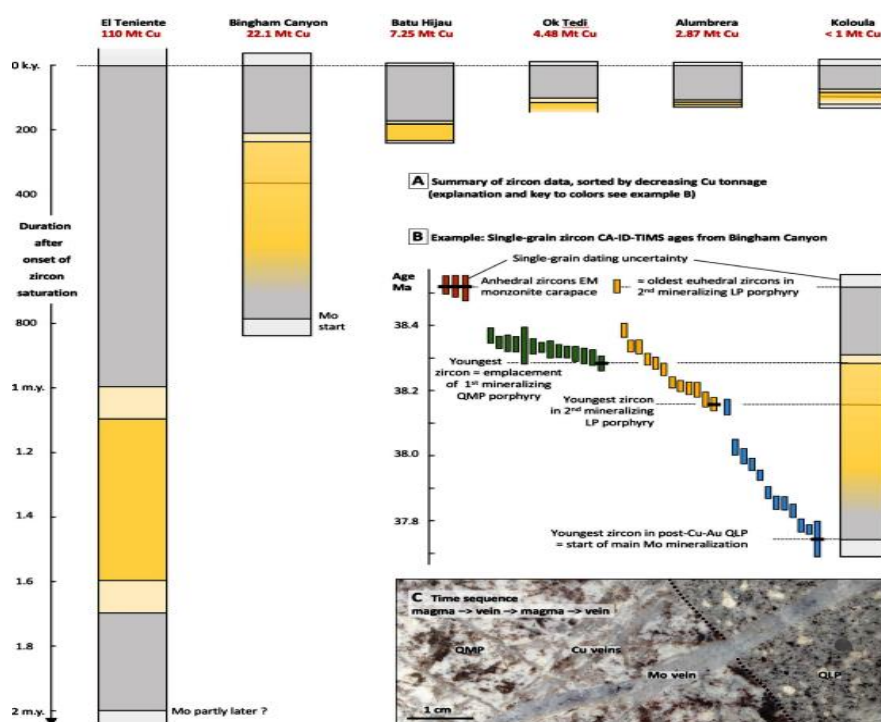 El Teniente
110 Mt Cu
Bingham Canyon
22.1 Mt Cu
Batu Hijau
7.25 Mt Cu
Ok Tedi
4.48 Mt Cu
Alumbrera
2.87 Mt Cu
Koloula
< 1 Mt Cu
0 k.y.
200
400
Duration
after
onset of
zircon
saturation
800
1 m.y.
1.2
1.4
1.6
1.8
2 m.y.
Mo
start
Mo partly later ?
A Summary of zircon data, sorted by decreasing Cu tonnage
(explanation and key to colors see example B)
B Example: Single-grain zircon CA-ID-TIMS ages from Bingham Canyon
Age
Ma
Single-grain dating uncertainty
Anhedral zircons EM
monzonite carapace
= oldest euhedral zircons in
2nd mineralizing LP porphyry
38.4
Youngest
zircon = emplacement
of 1st mineralizing
QMP porphyry
38.2
Youngest zircon
in 2nd mineralizing
LP porphyry
38.0
37.8
Youngest zircon in post-Cu-Au QLP
= start of main Mo mineralization
C Time sequence
magma –> vein –> magma –> vein
QMP
Cu veins
Mo vein
QLP
1 cm